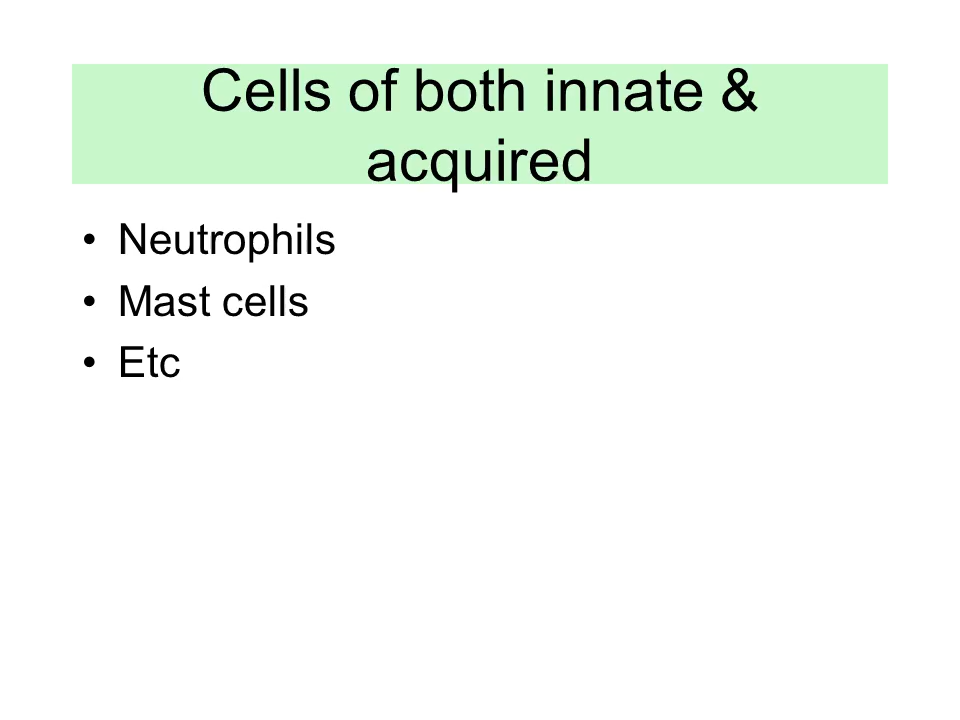 Cells of both innate &
acquired
• Neutrophils
• Mast cells
• Etc